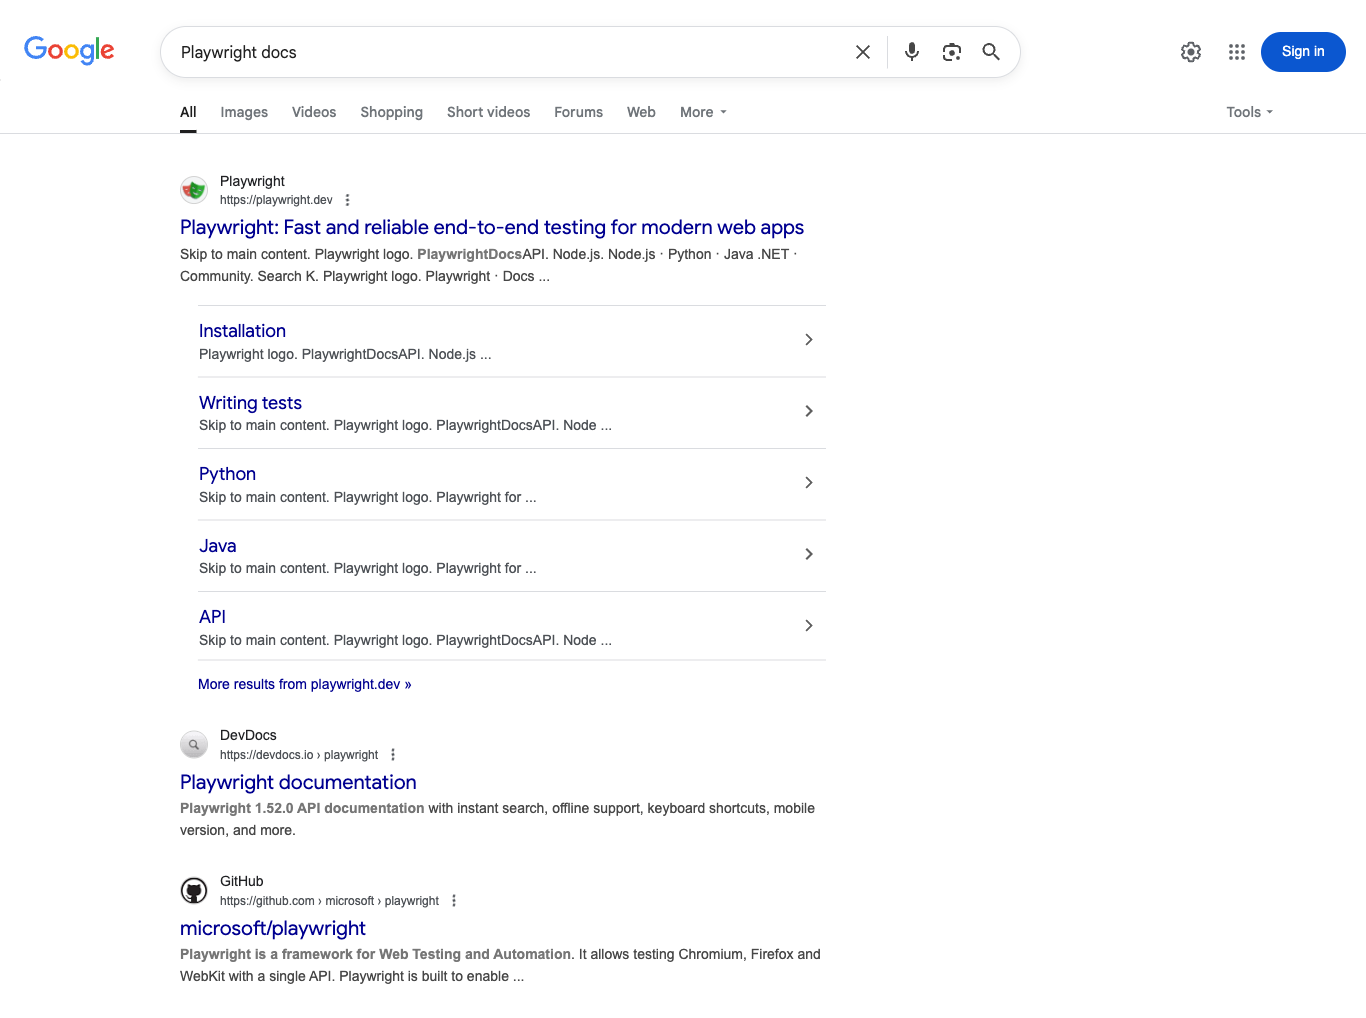 Google
Playwright docs
Sign in
All Images Videos Shopping Short videos Forums Web More Tools
Playwright
https://playwright.dev
Playwright: Fast and reliable end-to-end testing for modern web apps
Skip to main content. Playwright logo. PlaywrightDocsAPI. Node.js. Node.js · Python · Java .NET ·
Community. Search K. Playwright logo. Playwright · Docs ...
Installation
Playwright logo. PlaywrightDocsAPI. Node.js ...
Writing tests
Skip to main content. Playwright logo. PlaywrightDocsAPI. Node ...
Python
Skip to main content. Playwright logo. Playwright for ...
Java
Skip to main content. Playwright logo. Playwright for ...
API
Skip to main content. Playwright logo. PlaywrightDocsAPI. Node ...
More results from playwright.dev »
DevDocs
https://devdocs.io › playwright
Playwright documentation
Playwright 1.52.0 API documentation with instant search, offline support, keyboard shortcuts, mobile
version, and more.
GitHub
https://github.com › microsoft › playwright
microsoft/playwright
Playwright is a framework for Web Testing and Automation. It allows testing Chromium, Firefox and
WebKit with a single API. Playwright is built to enable ...